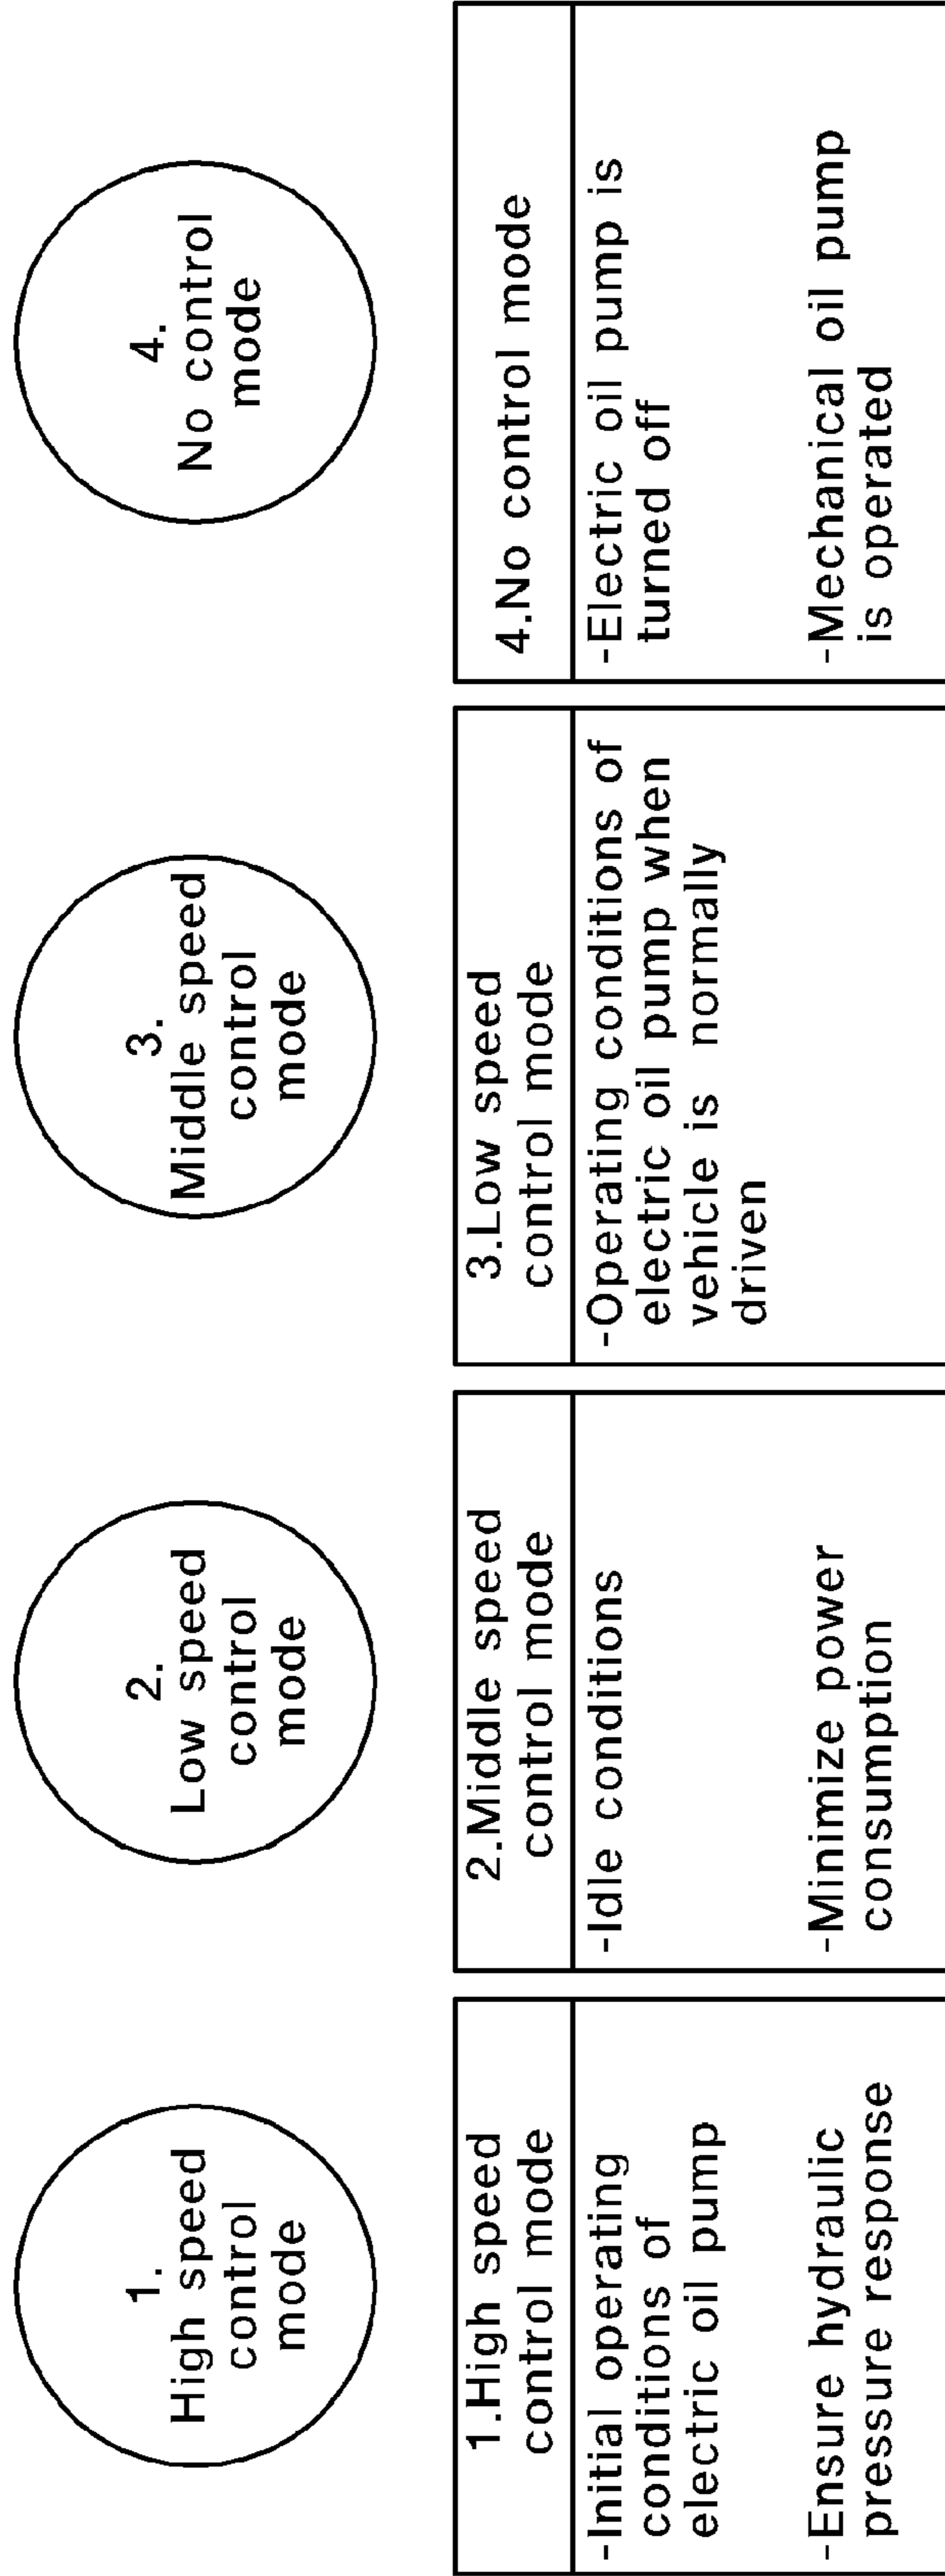 1.
High speed
control
mode
2.
Low speed
control
mode
3.
Middle speed
control
mode
4.
No control
mode
1.High speed
control mode
-Initial operating
conditions of
electric oil pump
-Ensure hydraulic
pressure response
2.Middle speed
control mode
-Idle conditions
-Minimize power
consumption
3.Low speed
control mode
-Operating conditions of
electric oil pump when
vehicle is normally
driven
4.No control mode
-Electric oil pump is
turned off
-Mechanical oil pump
is operated